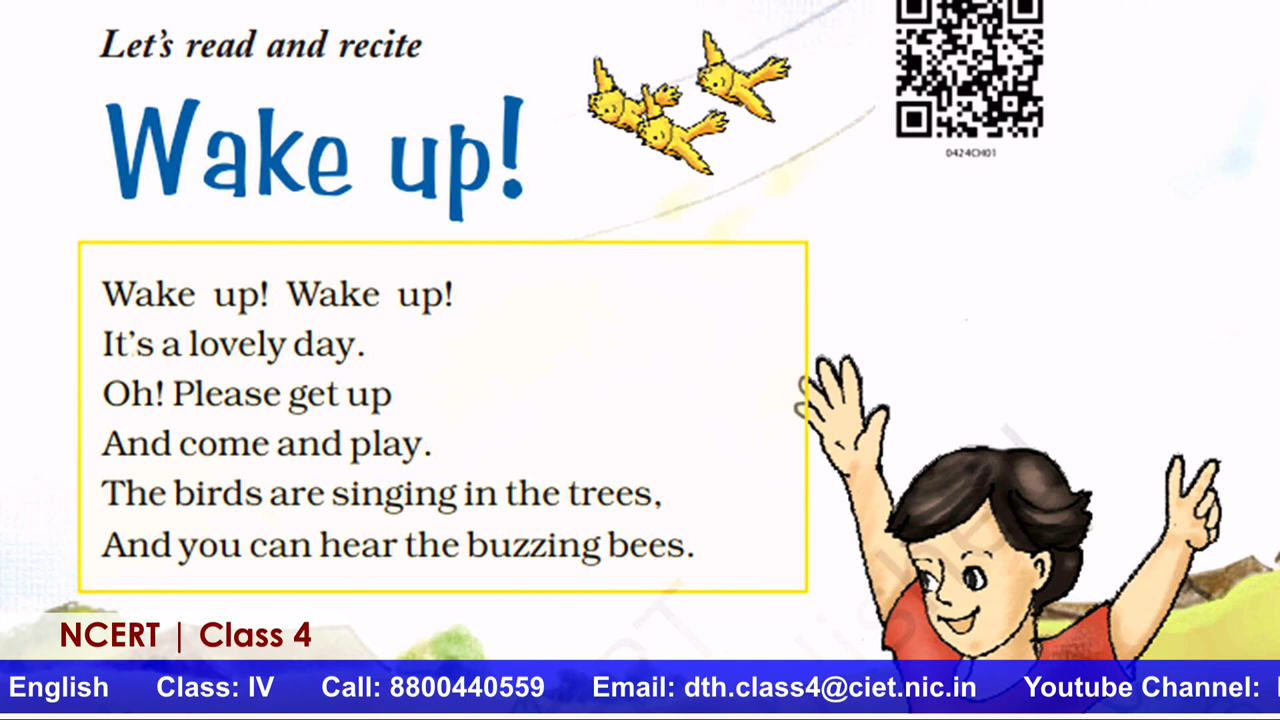 Let's read and recite
Wake up!
0424CH01
Wake up! Wake up!
It's a lovely day.
Oh! Please get up
And come and play.
The birds are singing in the trees,
And you can hear the buzzing bees.
NCERT | Class 4
English Class: IV Call: 8800440559 Email: dth.class4@ciet.nic.in Youtube Channel: